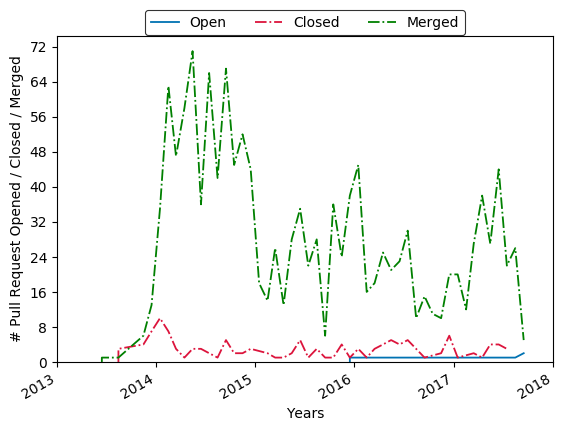 Open Closed Merged
# Pull Request Opened / Closed / Merged
72
64
56
48
40
32
24
16
8
0
2013 2014 2015 2016 2017 2018
Years